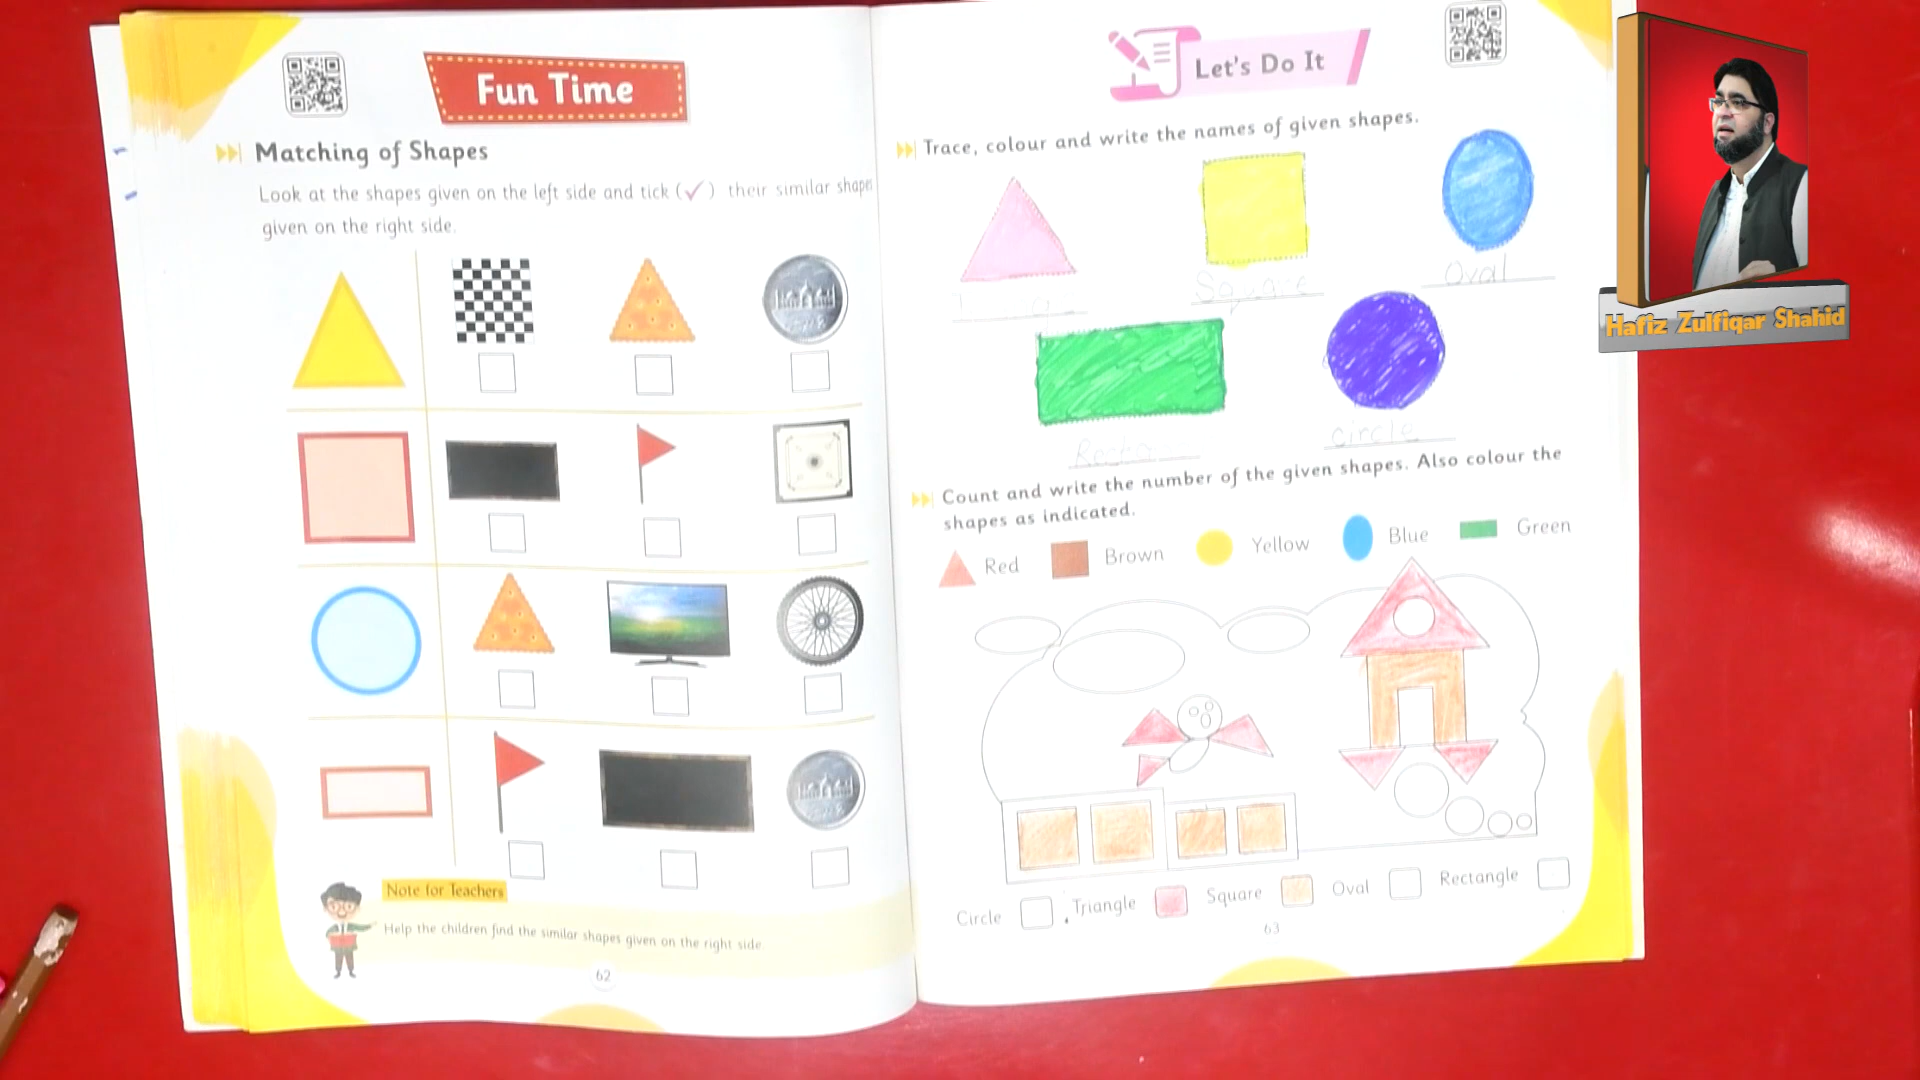 Fun Time
Matching of Shapes
Look at the shapes given on the left side and tick (✓) their similar shape
given on the right side.
Note for Teachers
Help the children find the similar shapes given on the right side
62
Let's Do It
Trace, colour and write the names of given shapes.
Square
Oval
Recta
circle
Count and write the number of the given shapes. Also colour the
shapes as indicated.
Red Brown Yellow Blue Green
Circle Triangle Square Oval Rectangle
63
Hafiz Zulfiqar Shahid